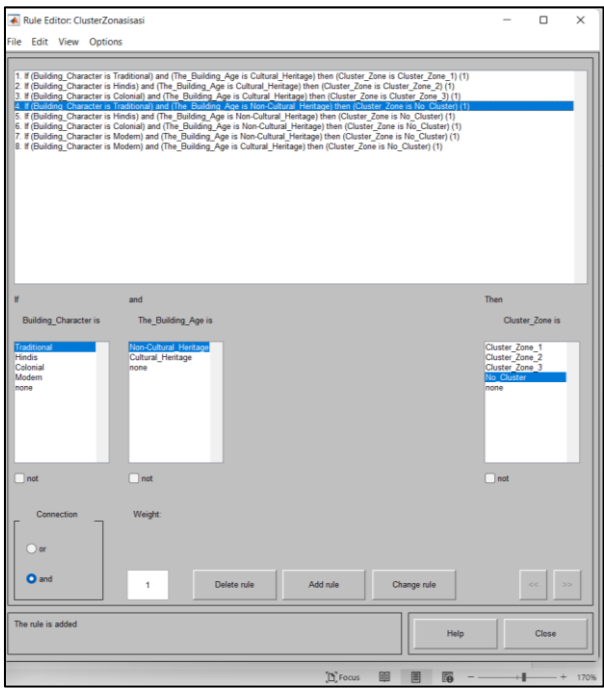 Rule Editor: ClusterZonasisasi
File Edit View Options
1. If (Building_Character is Traditional) and (The_Building_Age is Cultural_Heritage) then (Cluster_Zone is Cluster_Zone_1) (1)
2. If (Building_Character is Hindis) and (The_Building_Age is Cultural_Heritage) then (Cluster_Zone is Cluster_Zone_2) (1)
3. If (Building_Character is Colonial) and (The_Building_Age is Cultural_Heritage) then (Cluster_Zone is Cluster_Zone_3) (1)
4. If (Building_Character is Traditional) and (The_Building_Age is Non-Cultural_Heritage) then (Cluster_Zone is No_Cluster) (1)
5. If (Building_Character is Hindis) and (The_Building_Age is Non-Cultural_Heritage) then (Cluster_Zone is No_Cluster) (1)
6. If (Building_Character is Colonial) and (The_Building_Age is Non-Cultural_Heritage) then (Cluster_Zone is No_Cluster) (1)
7. If (Building_Character is Modern) and (The_Building_Age is Non-Cultural_Heritage) then (Cluster_Zone is No_Cluster) (1)
8. If (Building_Character is Modern) and (The_Building_Age is Cultural_Heritage) then (Cluster_Zone is No_Cluster) (1)
If and Then
Building_Character is The_Building_Age is Cluster_Zone is
Traditional
Hindis
Colonial
Modern
none
Non-Cultural_Heritage
Cultural_Heritage
none
Cluster_Zone_1
Cluster_Zone_2
Cluster_Zone_3
No_Cluster
none
not not not
Connection Weight:
or
and 1 Delete rule Add rule Change rule << >>
The rule is added
Help Close
Focus 170%